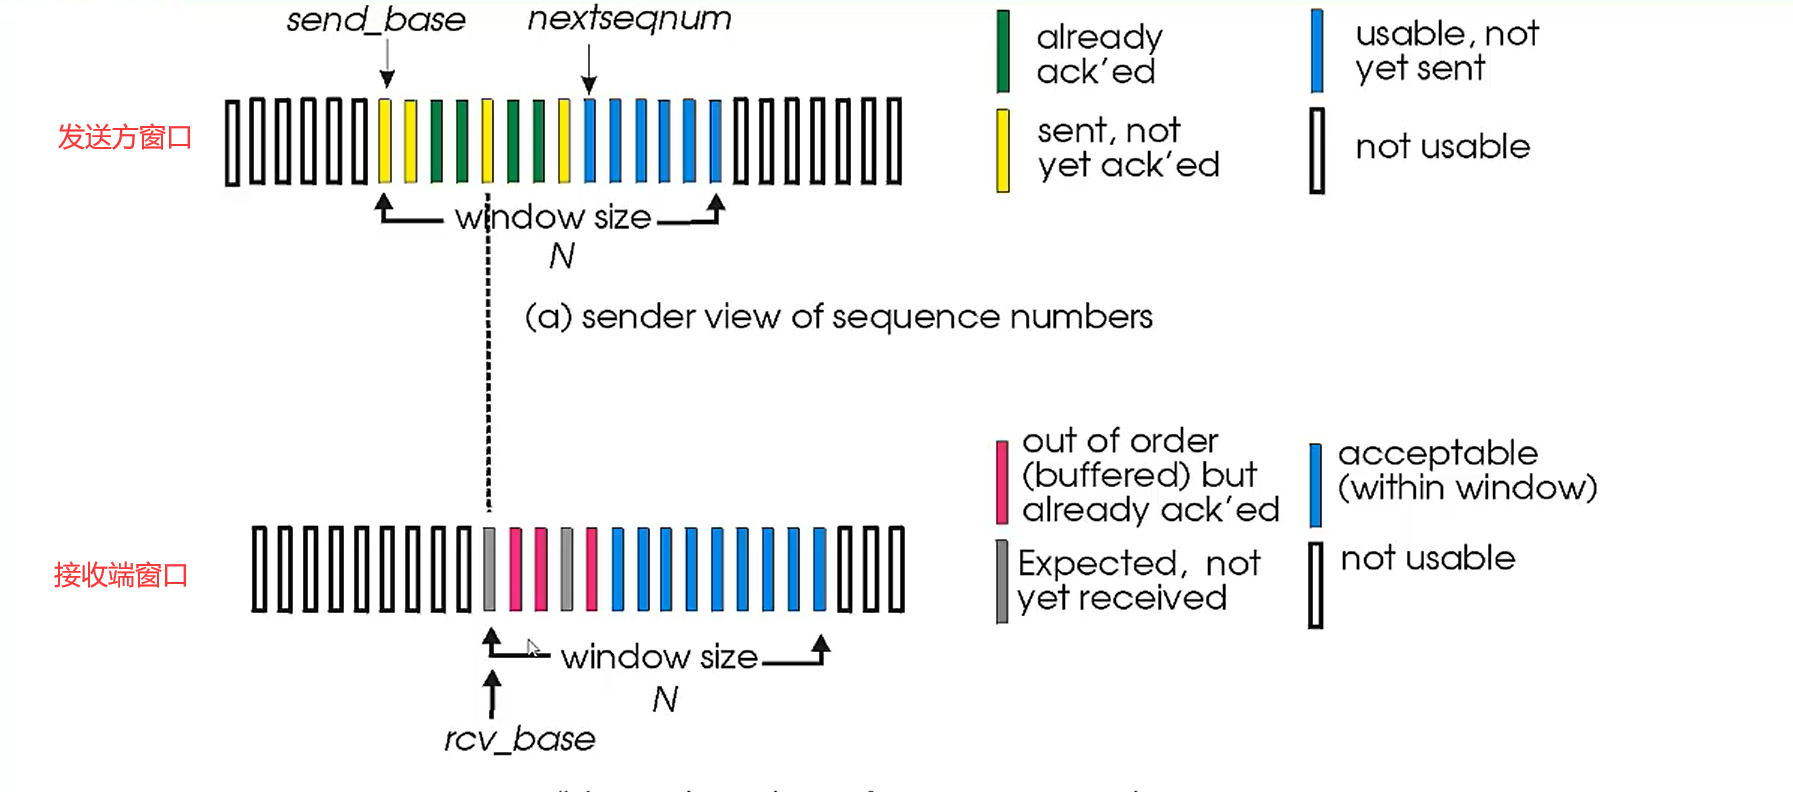 send_base
nextseqnum
already
ack'ed
usable, not
yet sent
发送方窗口
sent, not
yet ack'ed
not usable
window size
N
(a) sender view of sequence numbers
out of order
(buffered) but
already ack'ed
acceptable
(within window)
接收端窗口
Expected, not
yet received
not usable
window size
N
rcv_base